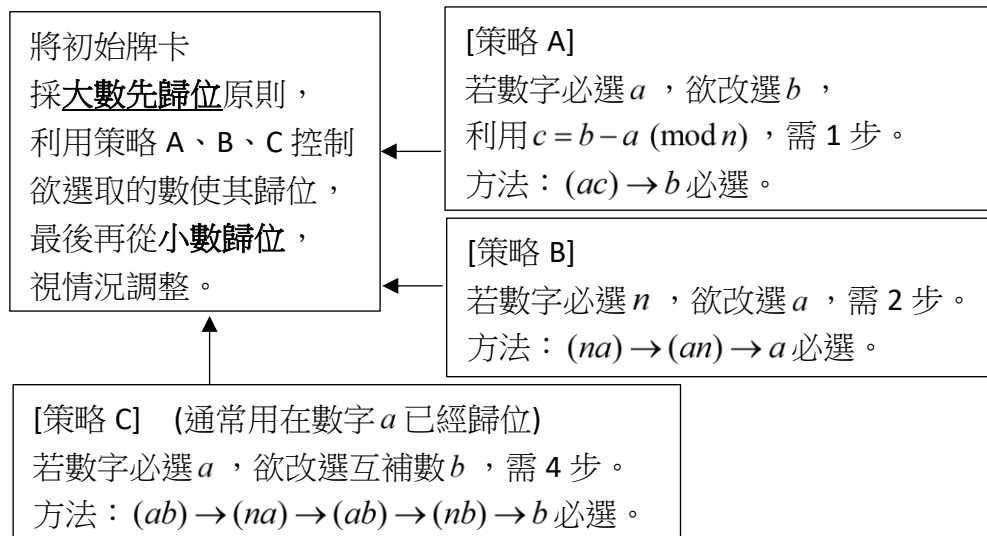 將初始牌卡
採大數先歸位原則，
利用策略 A、B、C 控制
欲選取的數使其歸位，
最後再從小數歸位，
視情況調整。
[策略 A]
若數字必選 a ，欲改選 b ，
利用 c = b − a (mod n) ，需 1 步。
方法： (ac) → b 必選。
[策略 B]
若數字必選 n ，欲改選 a ，需 2 步。
方法： (na) → (an) → a 必選。
[策略 C] (通常用在數字 a 已經歸位)
若數字必選 a ，欲改選互補數 b ，需 4 步。
方法： (ab) → (na) → (ab) → (nb) → b 必選。